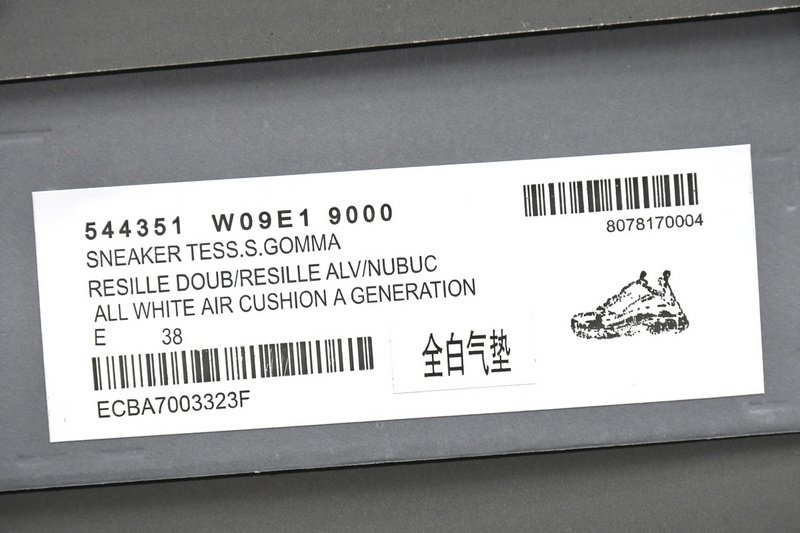 544351 W09E1 9000
SNEAKER TESS.S.GOMMA
RESILLE DOUB/RESILLE ALV/NUBUC
ALL WHITE AIR CUSHION A GENERATION
E 38
ECBA7003323F
8078170004
全白气垫